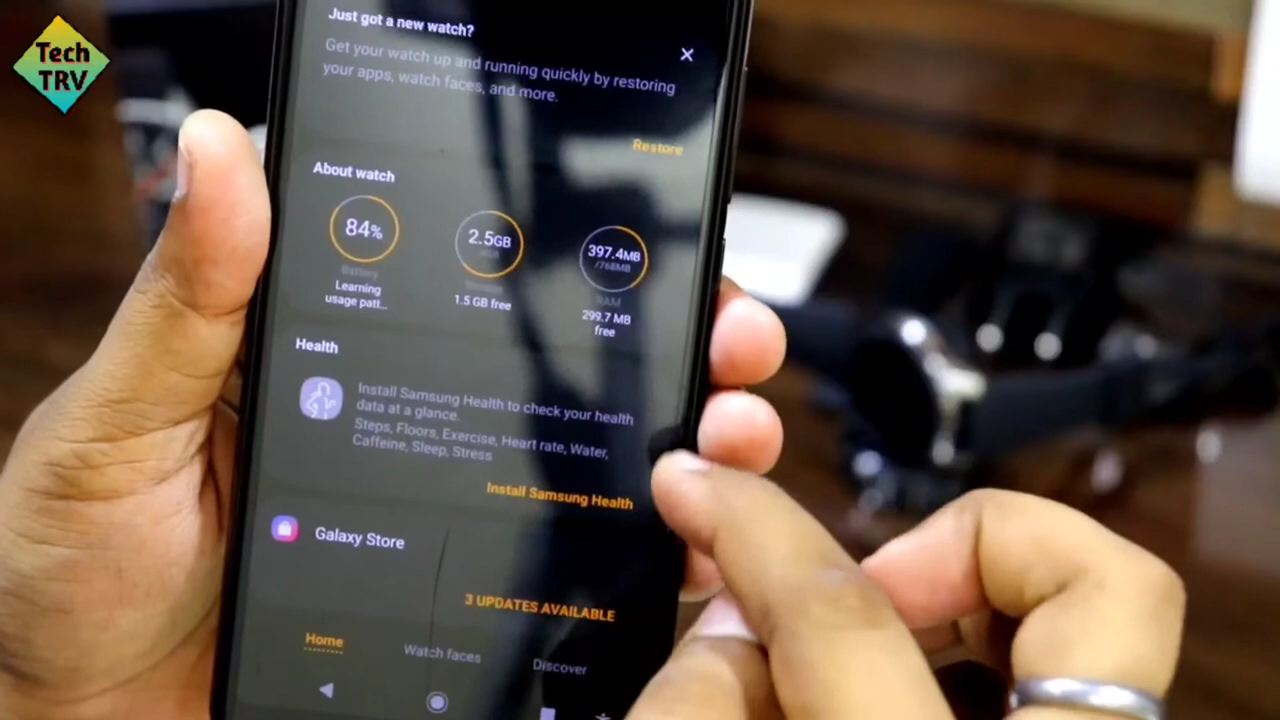 Tech
TRV
Just got a new watch?
Get your watch up and running quickly by restoring
your apps, watch faces, and more.
Restore
About watch
84%
Battery
Learning
usage patt...
2.5GB
1.5 GB free
397.4MB
/768MB
RAM
299.7 MB
free
Health
Install Samsung Health to check your health
data at a glance.
Steps, Floors, Exercise, Heart rate, Water,
Caffeine, Sleep, Stress
Install Samsung Health
Galaxy Store
3 UPDATES AVAILABLE
Home
Watch faces
Discover